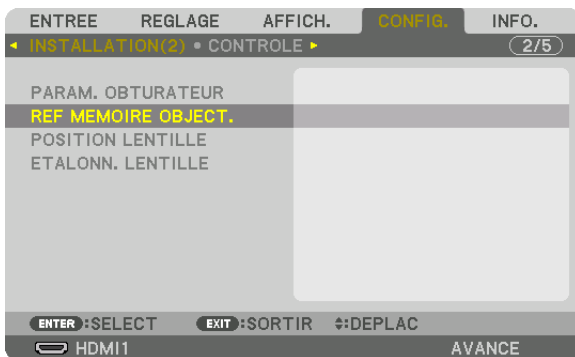 ENTREE REGLAGE AFFICH. CONFIG. INFO.
INSTALLATION(2) • CONTROLE 2/5
PARAM. OBTURATEUR
REF MEMOIRE OBJECT.
POSITION LENTILLE
ETALONN. LENTILLE
ENTER :SELECT EXIT :SORTIR :DEPLAC
HDMI1 AVANCE